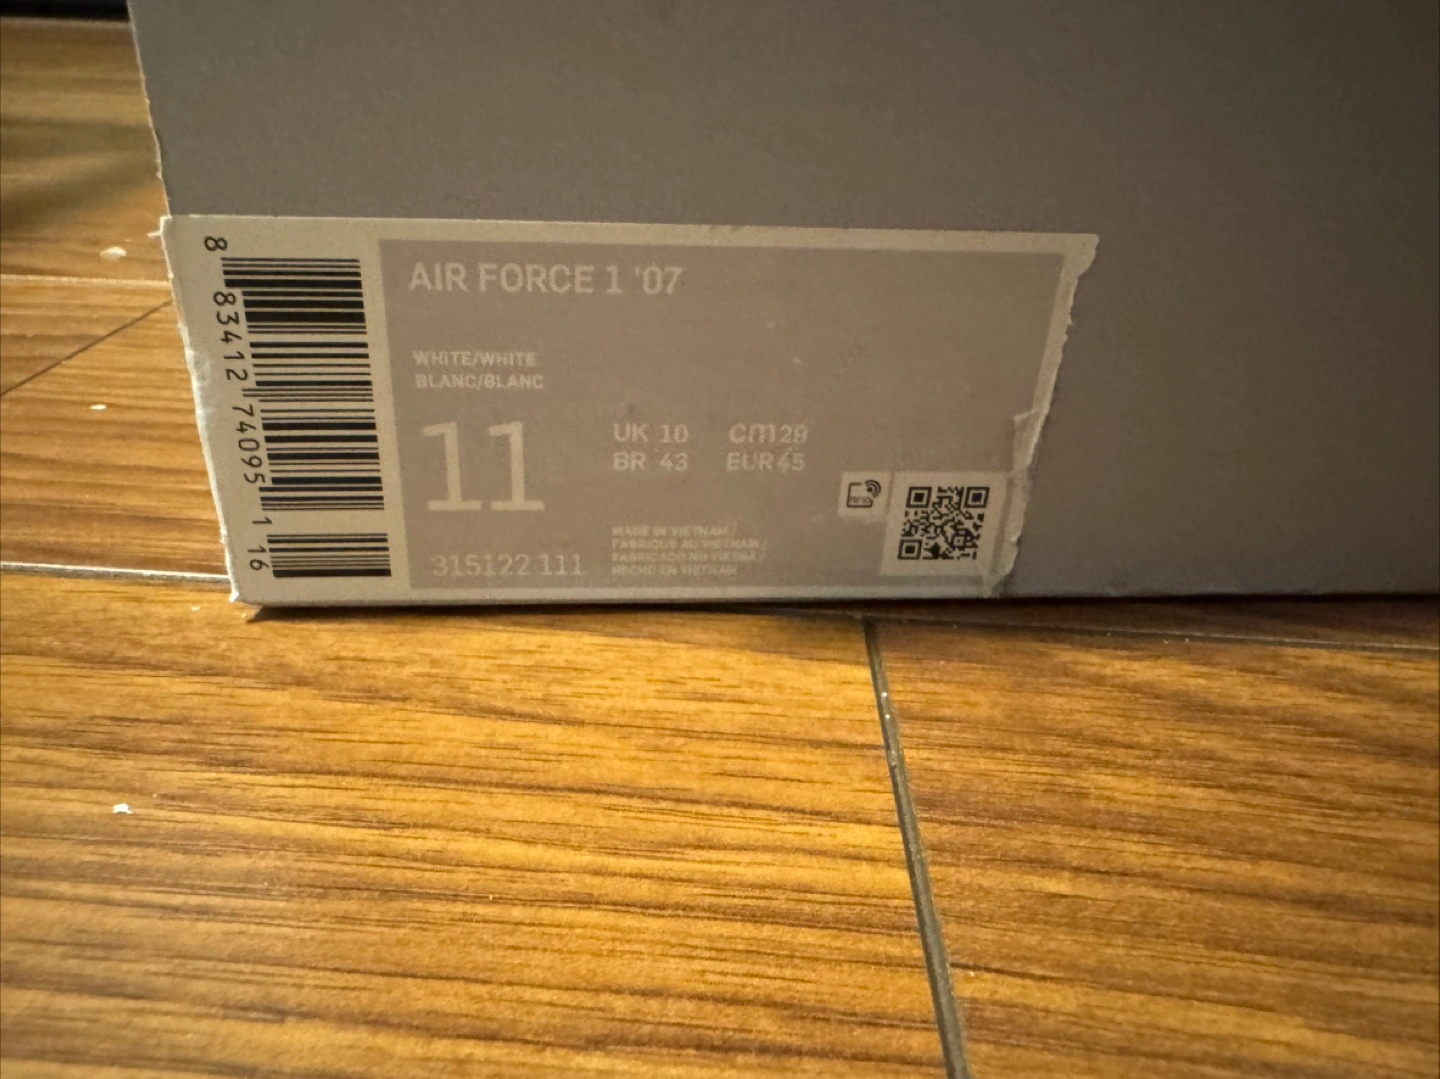 8 83412 74095 1 16
AIR FORCE 1 '07
WHITE/WHITE
BLANC/BLANC
11
UK 10 cm 29
BR 43 EUR 45
315122 111
MADE IN VIETNAM /
FABRIQUÉ AU VIETNAM /
FABRICADO NO VIETNÃ /
HECHO EN VIETNAM
RFID